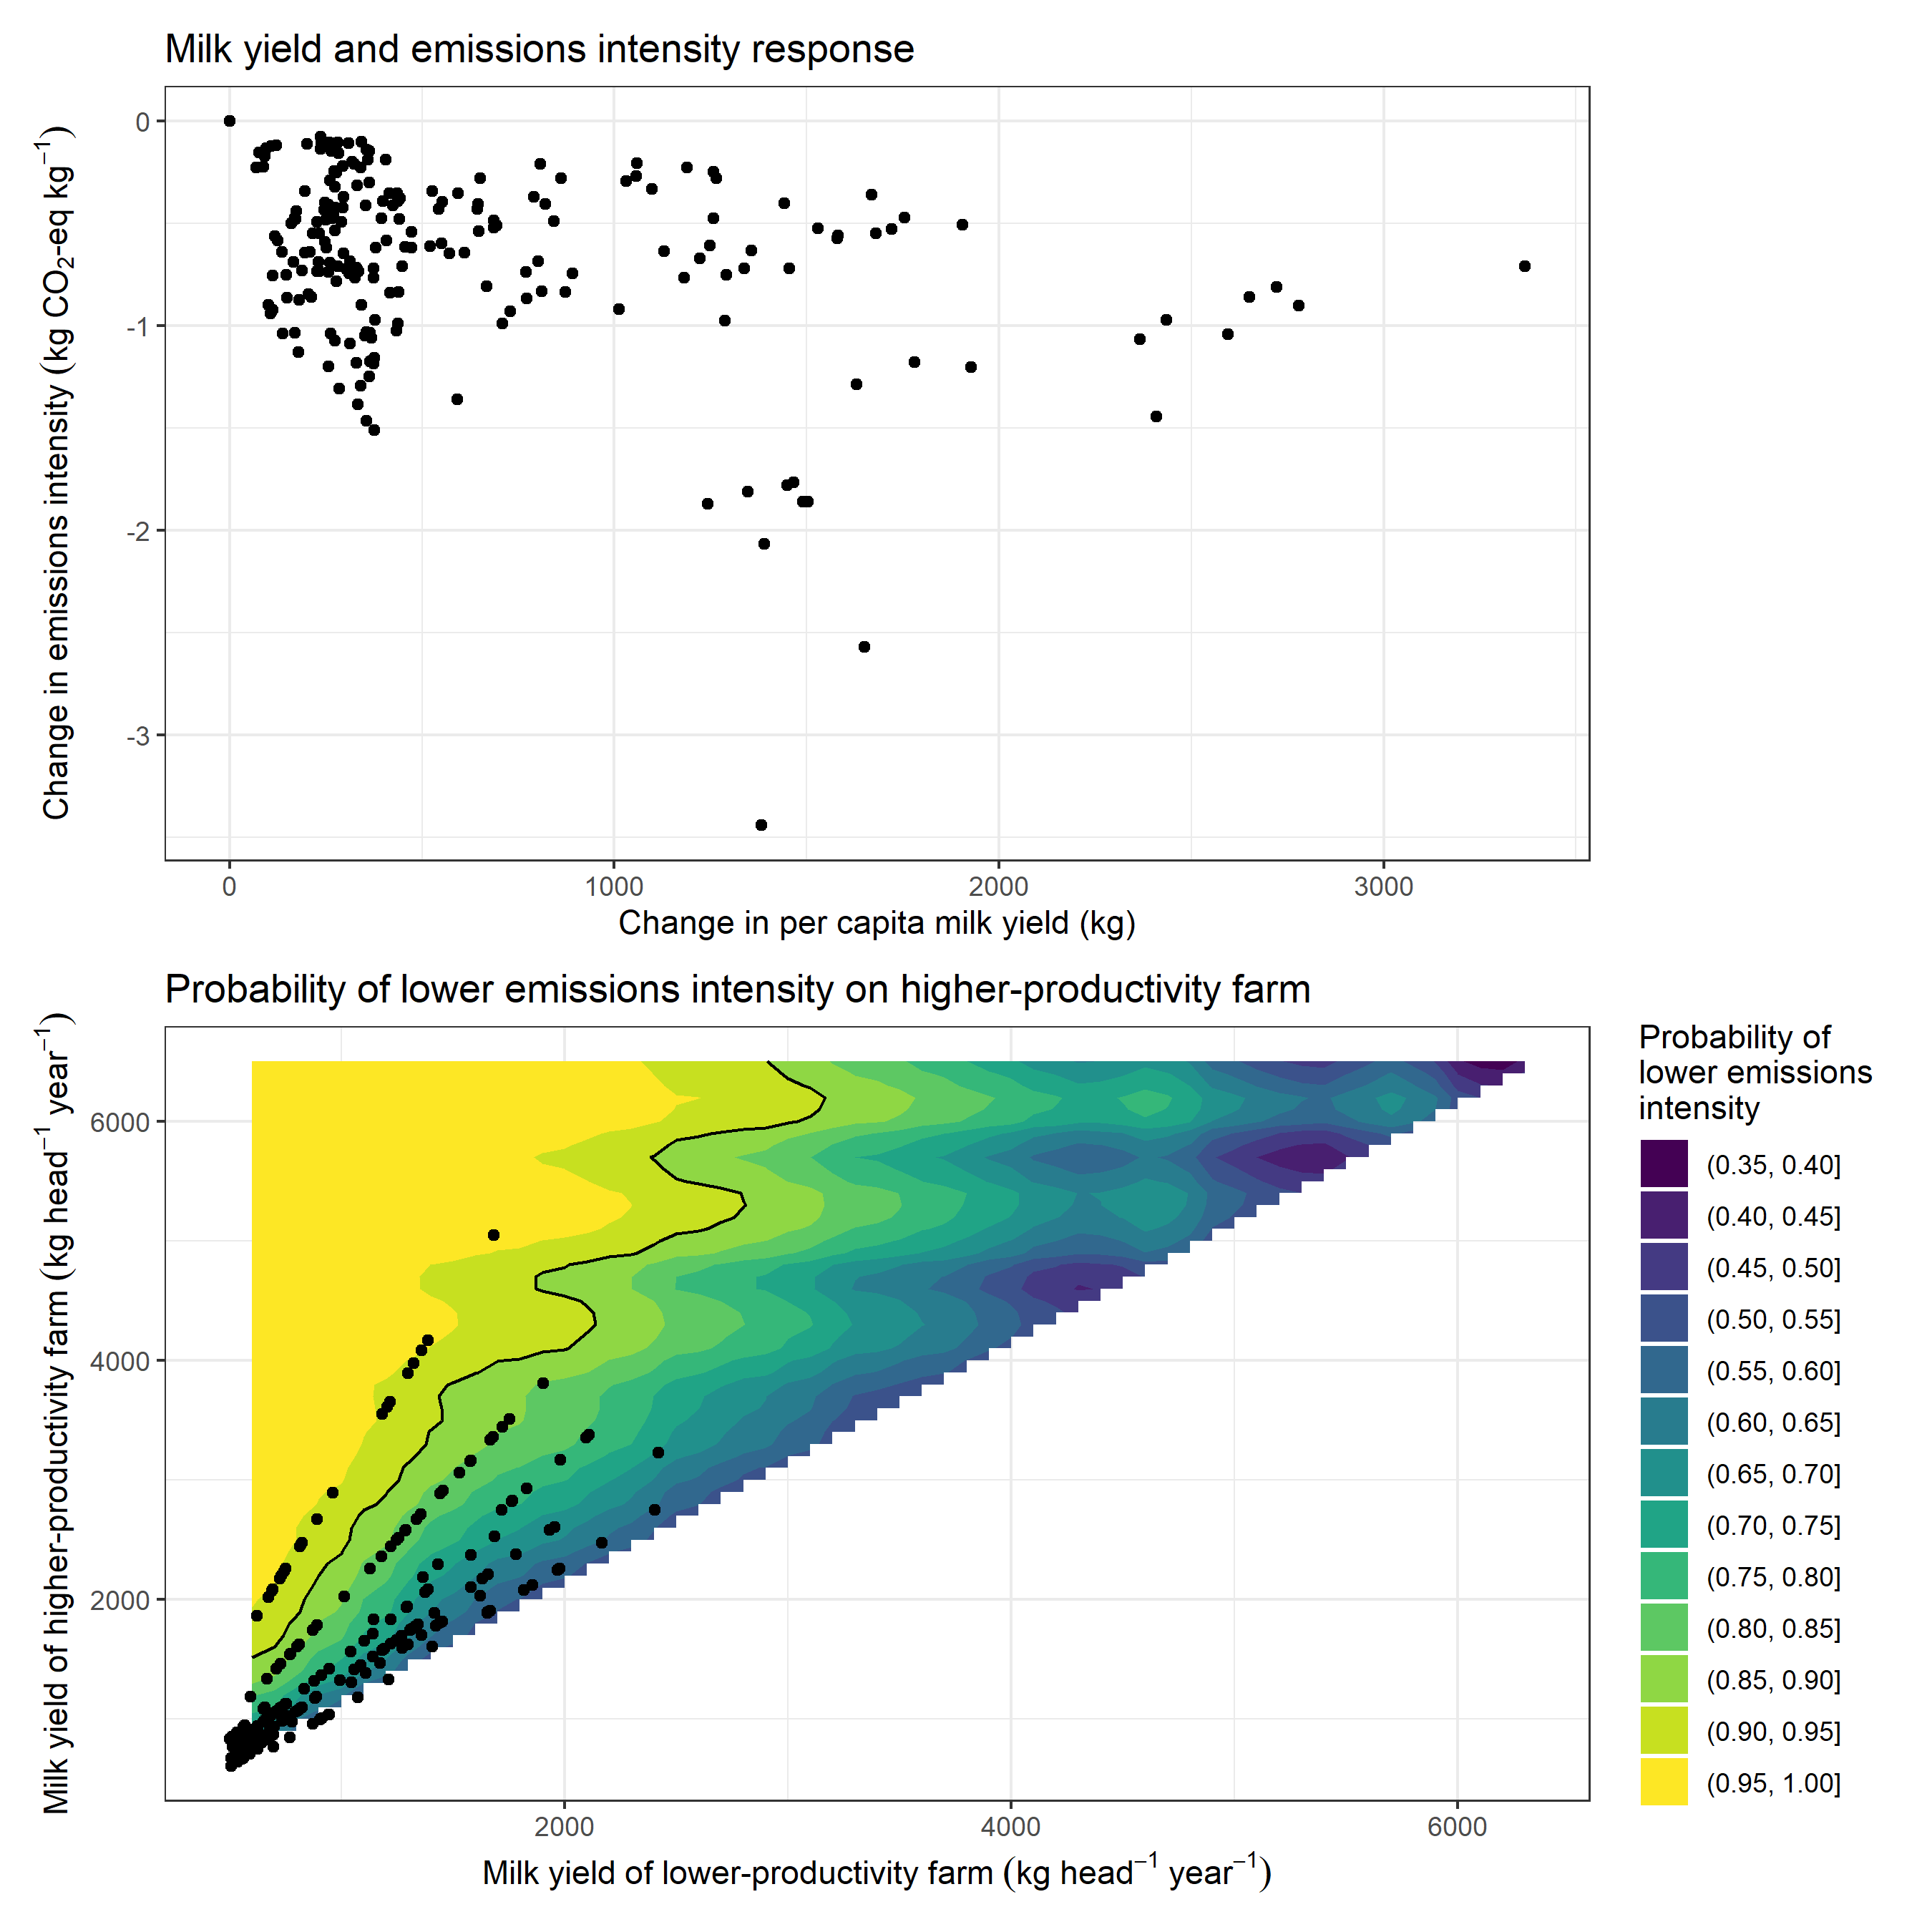 Milk yield and emissions intensity response
Change in emissions intensity (kg CO₂-eq kg⁻¹)
0
-1
-2
-3
0 1000 2000 3000
Change in per capita milk yield (kg)
Probability of lower emissions intensity on higher-productivity farm
Milk yield of higher-productivity farm (kg head⁻¹ year⁻¹)
6000
4000
2000
2000 4000 6000
Milk yield of lower-productivity farm (kg head⁻¹ year⁻¹)
Probability of
lower emissions
intensity
(0.35, 0.40]
(0.40, 0.45]
(0.45, 0.50]
(0.50, 0.55]
(0.55, 0.60]
(0.60, 0.65]
(0.65, 0.70]
(0.70, 0.75]
(0.75, 0.80]
(0.80, 0.85]
(0.85, 0.90]
(0.90, 0.95]
(0.95, 1.00]